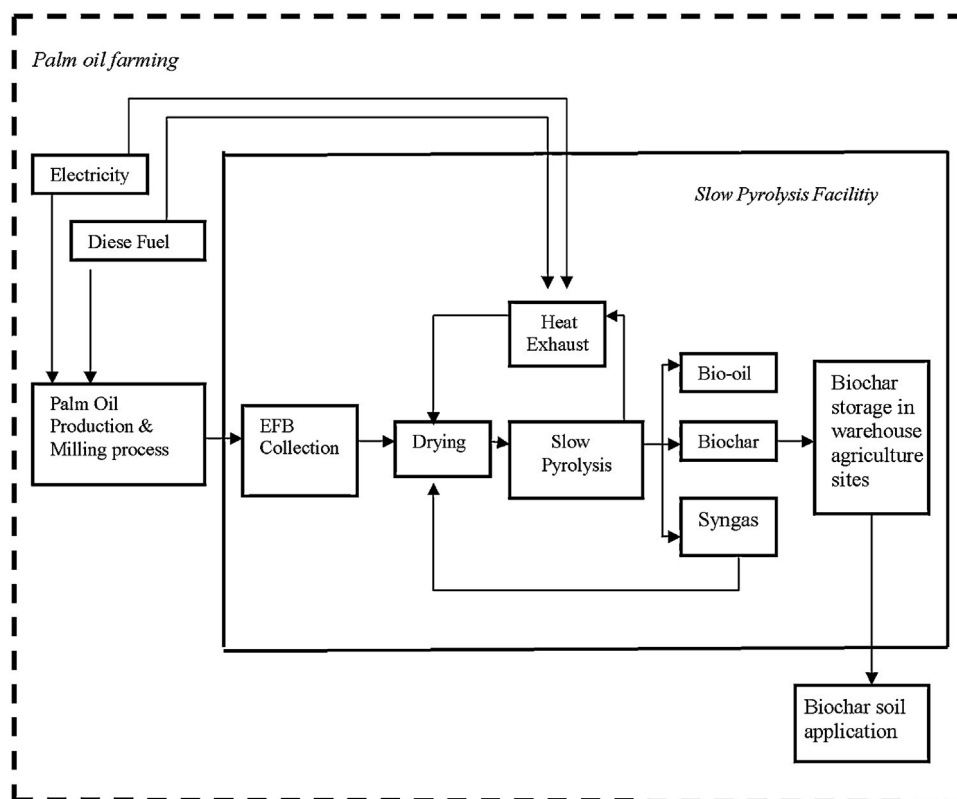 Palm oil farming
Electricity
Slow Pyrolysis Facilitiy
Diese Fuel
Heat
Exhaust
Palm Oil
Production &
Milling process
EFB
Collection
Drying
Slow
Pyrolysis
Bio-oil
Biochar
Syngas
Biochar
storage in
warehouse
agriculture
sites
Biochar soil
application